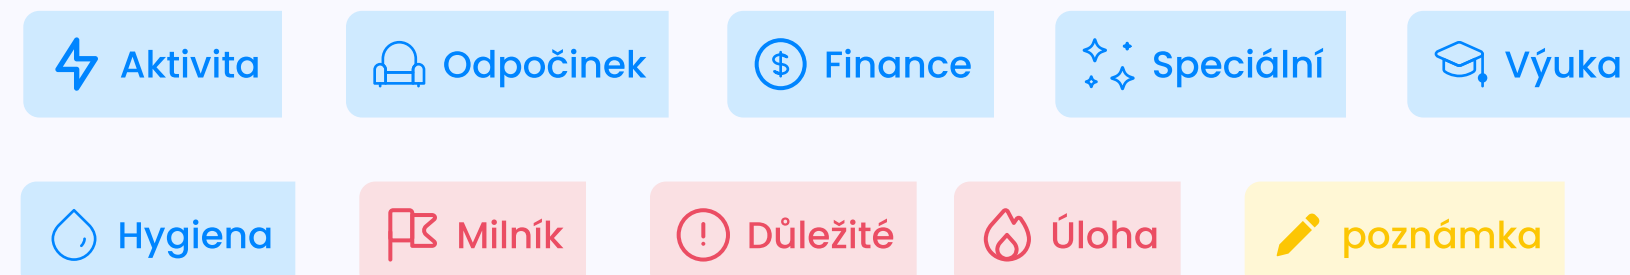 Aktivita Odpočinek Finance Speciální Výuka
Hygiena Milník Důležité Úloha poznámka